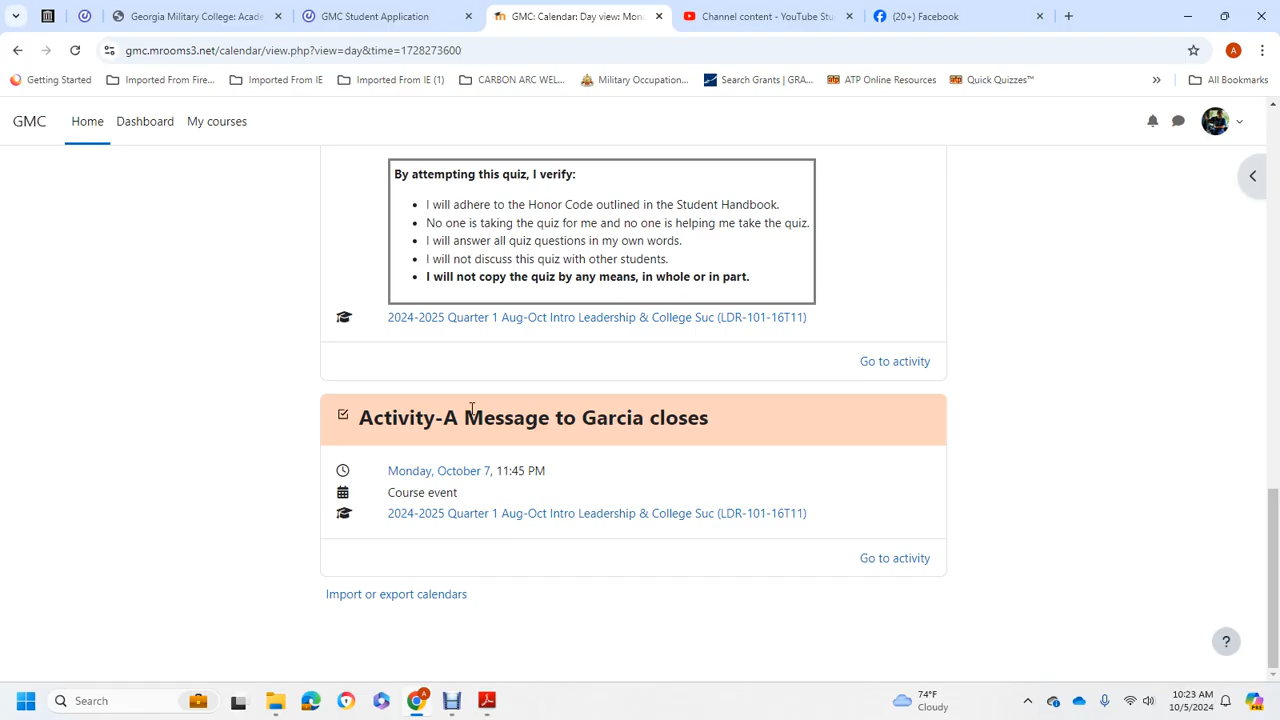 Georgia Military College: Acade
GMC Student Application
GMC: Calendar: Day view: Mon
Channel content - YouTube Stu
(20+) Facebook
gmc.mrooms3.net/calendar/view.php?view=day&time=1728273600
A
Getting Started
Imported From Fire...
Imported From IE
Imported From IE (1)
CARBON ARC WEL...
Military Occupation...
Search Grants | GRA...
ATP Online Resources
Quick Quizzes™
All Bookmarks
GMC
Home
Dashboard
My courses
By attempting this quiz, I verify:
• I will adhere to the Honor Code outlined in the Student Handbook.
• No one is taking the quiz for me and no one is helping me take the quiz.
• I will answer all quiz questions in my own words.
• I will not discuss this quiz with other students.
• I will not copy the quiz by any means, in whole or in part.
2024-2025 Quarter 1 Aug-Oct Intro Leadership & College Suc (LDR-101-16T11)
Go to activity
Activity-A Message to Garcia closes
Monday, October 7, 11:45 PM
Course event
2024-2025 Quarter 1 Aug-Oct Intro Leadership & College Suc (LDR-101-16T11)
Go to activity
Import or export calendars
?
Search
A
74°F
Cloudy
10:23 AM
10/5/2024
PRE